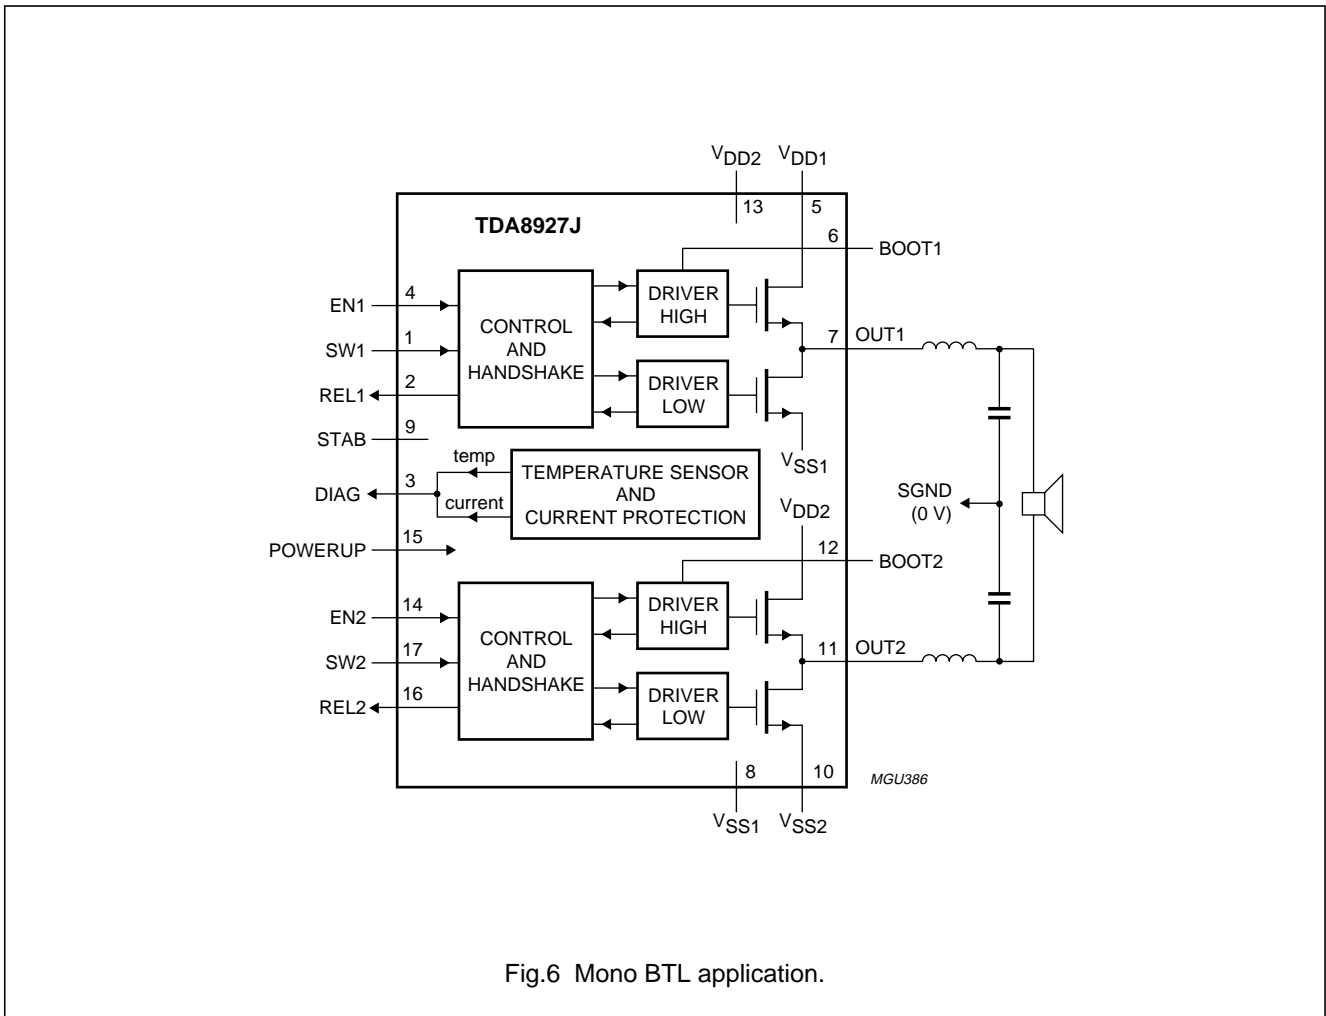 VDD2 VDD1
13 5
TDA8927J
6 BOOT1
EN1 4
SW1 1
REL1 2
STAB 9
CONTROL
AND
HANDSHAKE
DRIVER
HIGH
DRIVER
LOW
7 OUT1
VSS1
temp
DIAG 3
current
TEMPERATURE SENSOR
AND
CURRENT PROTECTION
SGND
(0 V)
VDD2
POWERUP 15
12 BOOT2
EN2 14
SW2 17
REL2 16
CONTROL
AND
HANDSHAKE
DRIVER
HIGH
DRIVER
LOW
11 OUT2
8 10
MGU386
VSS1 VSS2
Fig.6 Mono BTL application.